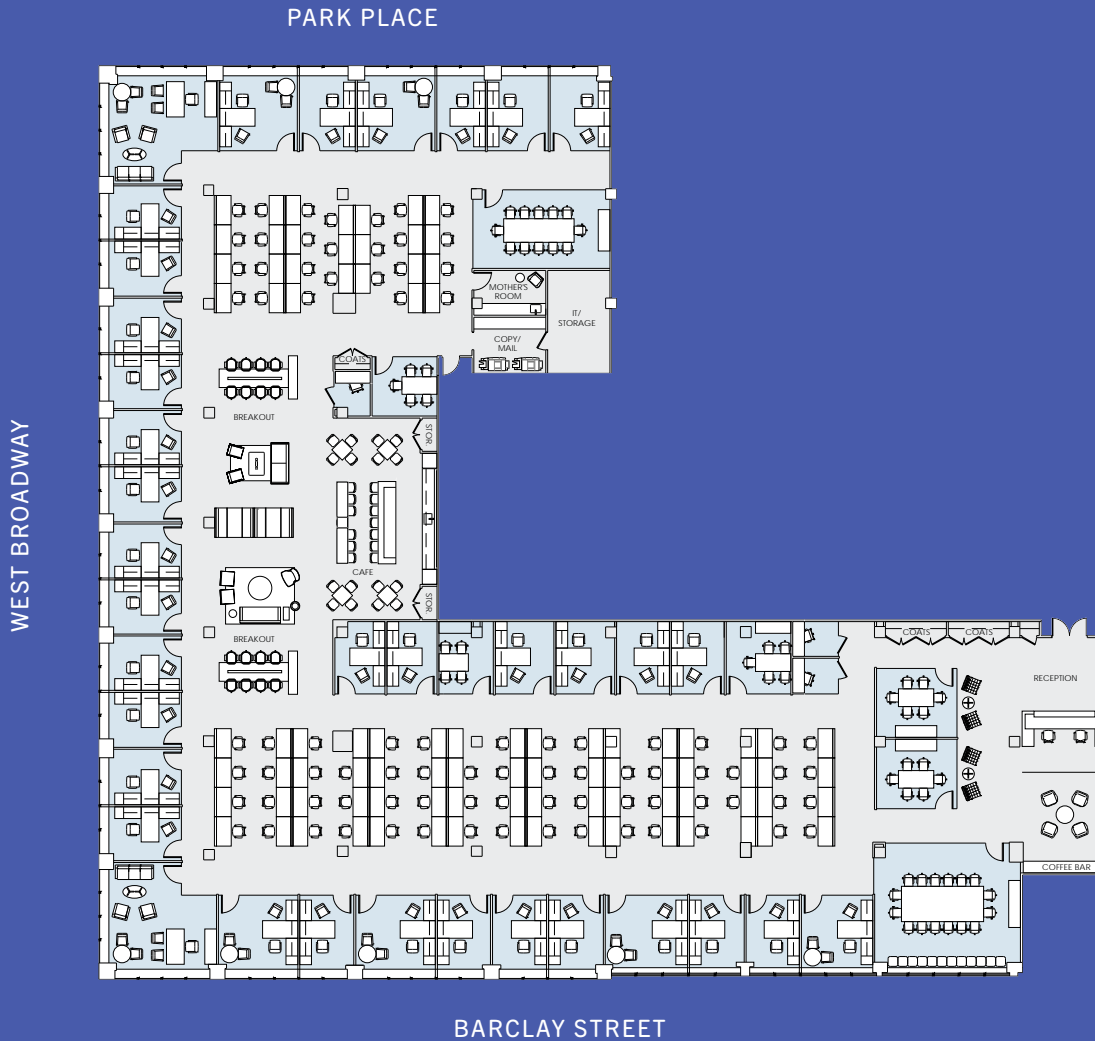 PARK PLACE
MOTHER'S
ROOM
IT/
STORAGE
COPY/
MAIL
COATS
BREAKOUT
STOR.
WEST BROADWAY
CAFE
STOR.
BREAKOUT
COATS
COATS
RECEPTION
COFFEE BAR
BARCLAY STREET